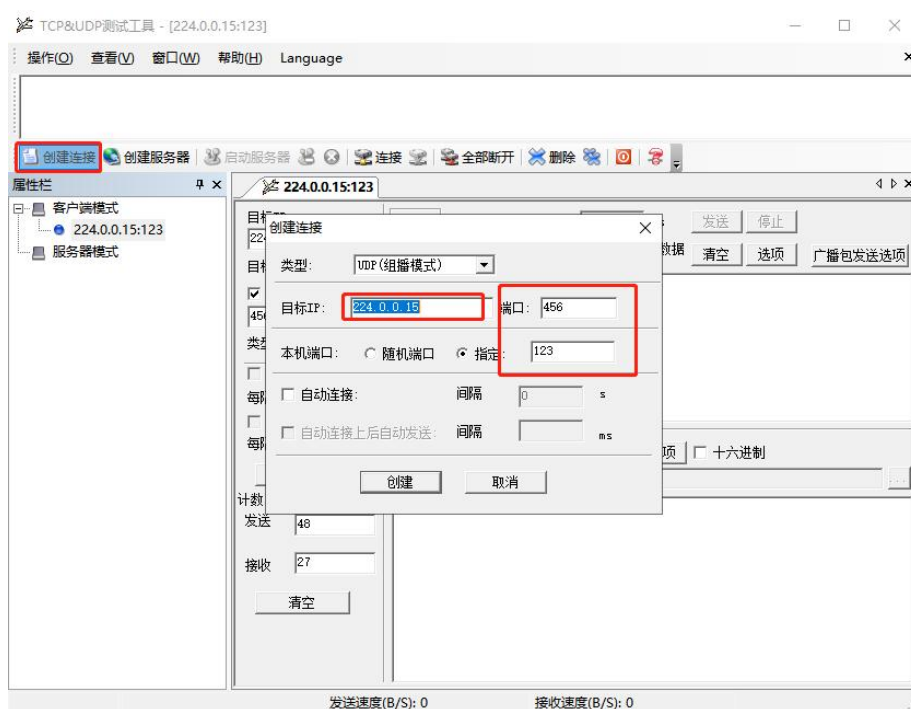 TCP&UDP测试工具 - [224.0.0.15:123]
操作(O) 查看(V) 窗口(W) 帮助(H) Language
创建连接 创建服务器 启动服务器 连接 全部断开 删除
属性栏
224.0.0.15:123
客户端模式
224.0.0.15:123
服务器模式
发送 停止
清空 选项 广播包发送选项
创建连接
类型: UDP(组播模式)
目标IP: 224.0.0.15 端口: 456
本机端口: 随机端口 指定: 123
自动连接: 间隔 0 s
自动连接上后自动发送: 间隔 ms
创建 取消
十六进制
计数
发送 48
接收 27
清空
发送速度(B/S): 0 接收速度(B/S): 0